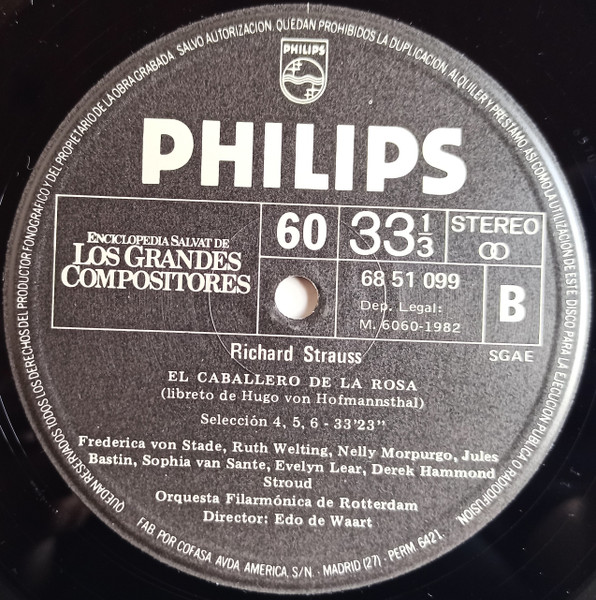 QUEDAN RESERVADOS TODOS LOS DERECHOS DEL PRODUCTOR FONOGRAFICO Y DEL PROPIETARIO DE LA OBRA GRABADA. SALVO AUTORIZACION, QUEDAN PROHIBIDOS LA DUPLICACION, ALQUILER Y PRESTAMO, ASI COMO LA UTILIZACION DE ESTE DISCO PARA LA EJECUCION PUBLICA O RADIODIFUSION.
PHILIPS
PHILIPS
ENCICLOPEDIA SALVAT DE
LOS GRANDES
COMPOSITORES
60
33 1/3
STEREO
68 51 099
Dep. Legal:
M. 6060-1982
B
Richard Strauss
SGAE
EL CABALLERO DE LA ROSA
(libreto de Hugo von Hofmannsthal)
Selección 4, 5, 6 - 33'23"
Frederica von Stade, Ruth Welting, Nelly Morpurgo, Jules
Bastin, Sophia van Sante, Evelyn Lear, Derek Hammond
Stroud
Orquesta Filarmónica de Rotterdam
Director: Edo de Waart
FAB. POR COFASA. AVDA. AMERICA, S/N. · MADRID (27) · PERM. 6421.